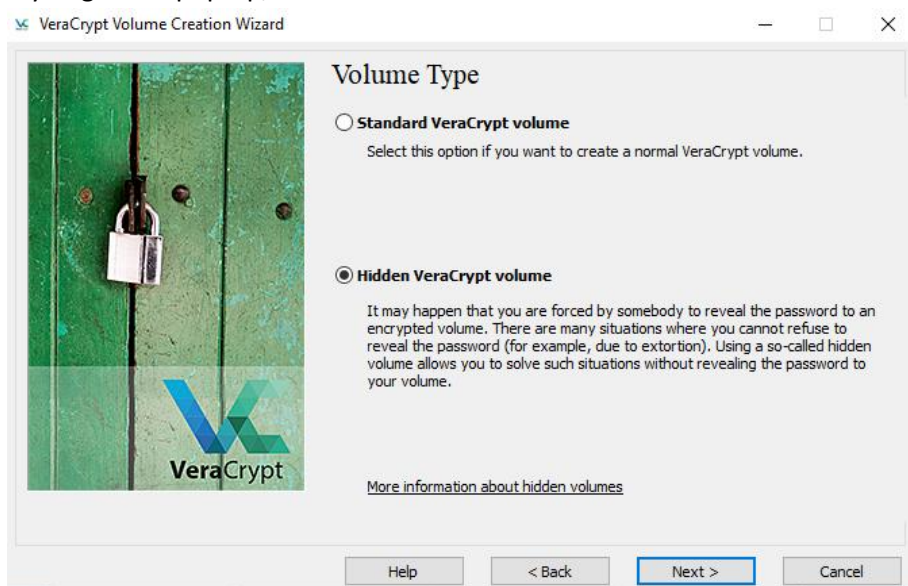 VeraCrypt Volume Creation Wizard
Volume Type
Standard VeraCrypt volume
Select this option if you want to create a normal VeraCrypt volume.
Hidden VeraCrypt volume
It may happen that you are forced by somebody to reveal the password to an
encrypted volume. There are many situations where you cannot refuse to
reveal the password (for example, due to extortion). Using a so-called hidden
volume allows you to solve such situations without revealing the password to
your volume.
VeraCrypt
More information about hidden volumes
Help
< Back
Next >
Cancel